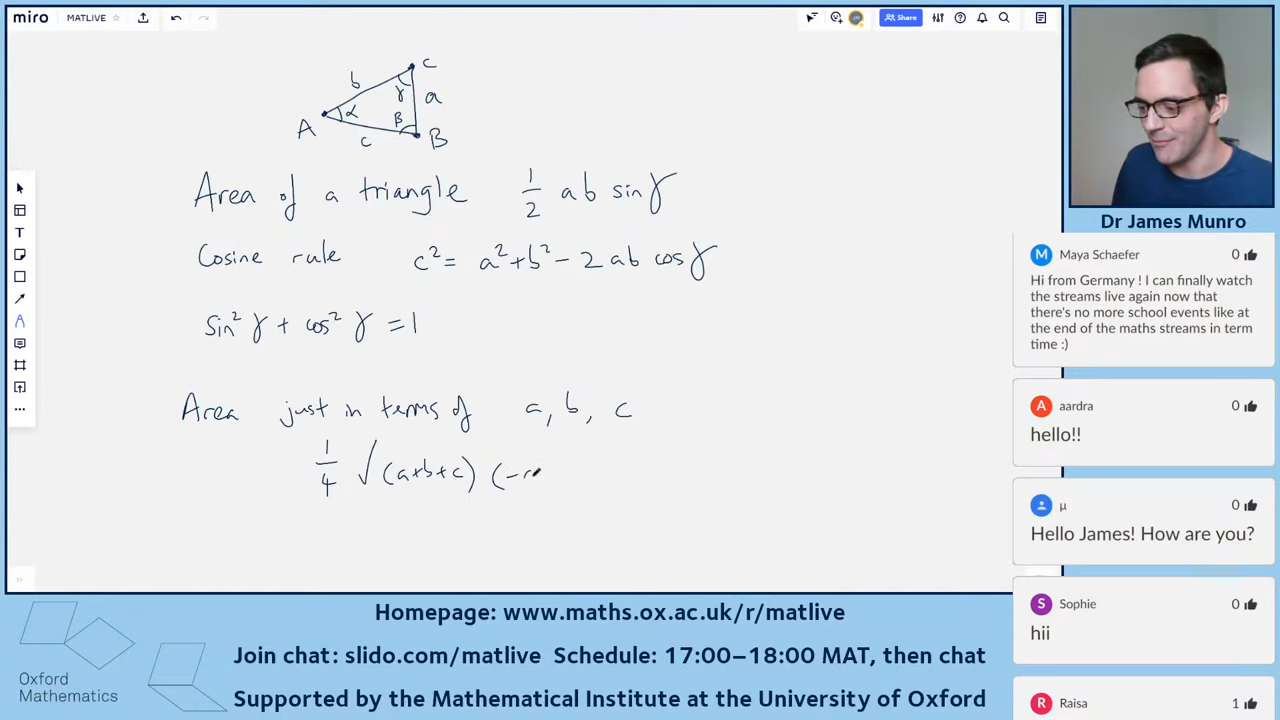 miro MATLIVE Share
C
b
γ a
α
β
A
c B
Area of a triangle 1/2 ab sin γ
Cosine rule c² = a² + b² − 2 ab cos γ
sin² γ + cos² γ = 1
Area just in terms of a, b, c
1/4 √(a+b+c) (−
Dr James Munro
M Maya Schaefer 0
Hi from Germany ! I can finally watch
the streams live again now that
there's no more school events like at
the end of the maths streams in term
time :)
A aardra 0
hello!!
μ 0
Hello James! How are you?
S Sophie 0
hii
R Raisa 1
Homepage: www.maths.ox.ac.uk/r/matlive
Join chat: slido.com/matlive Schedule: 17:00–18:00 MAT, then chat
Supported by the Mathematical Institute at the University of Oxford
Oxford
Mathematics